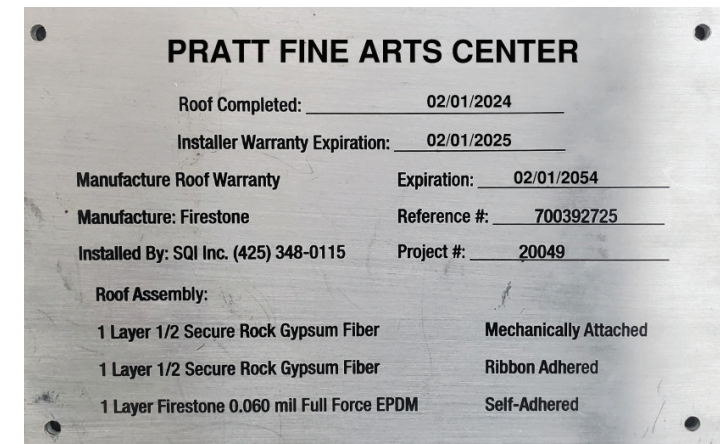 PRATT FINE ARTS CENTER
Roof Completed: 02/01/2024
Installer Warranty Expiration: 02/01/2025
Manufacture Roof Warranty Expiration: 02/01/2054
Manufacture: Firestone Reference #: 700392725
Installed By: SQI Inc. (425) 348-0115 Project #: 20049
Roof Assembly:
1 Layer 1/2 Secure Rock Gypsum Fiber Mechanically Attached
1 Layer 1/2 Secure Rock Gypsum Fiber Ribbon Adhered
1 Layer Firestone 0.060 mil Full Force EPDM Self-Adhered